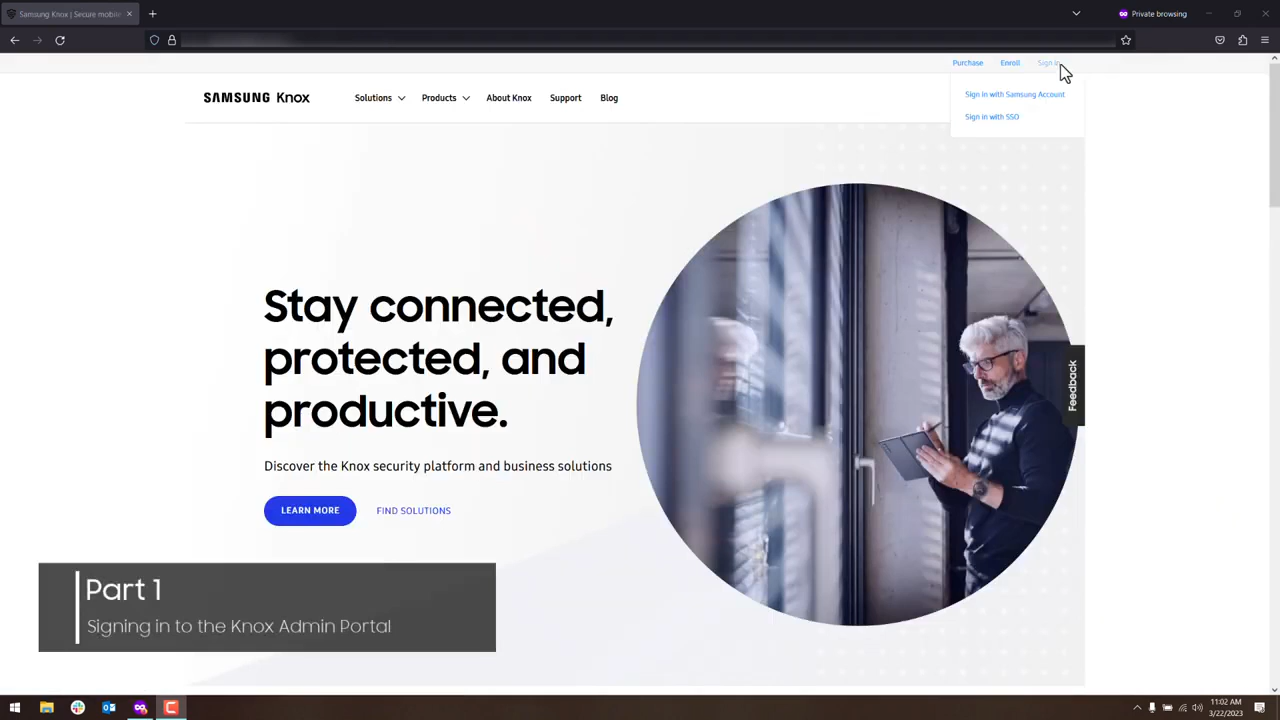 Samsung Knox | Secure mobile
Private browsing
Purchase Enroll Sign in
SAMSUNG Knox Solutions Products About Knox Support Blog
Sign in with Samsung Account
Sign in with SSO
Stay connected,
protected, and
productive.
Discover the Knox security platform and business solutions
LEARN MORE FIND SOLUTIONS
Feedback
Part 1
Signing in to the Knox Admin Portal
11:02 AM
3/22/2023